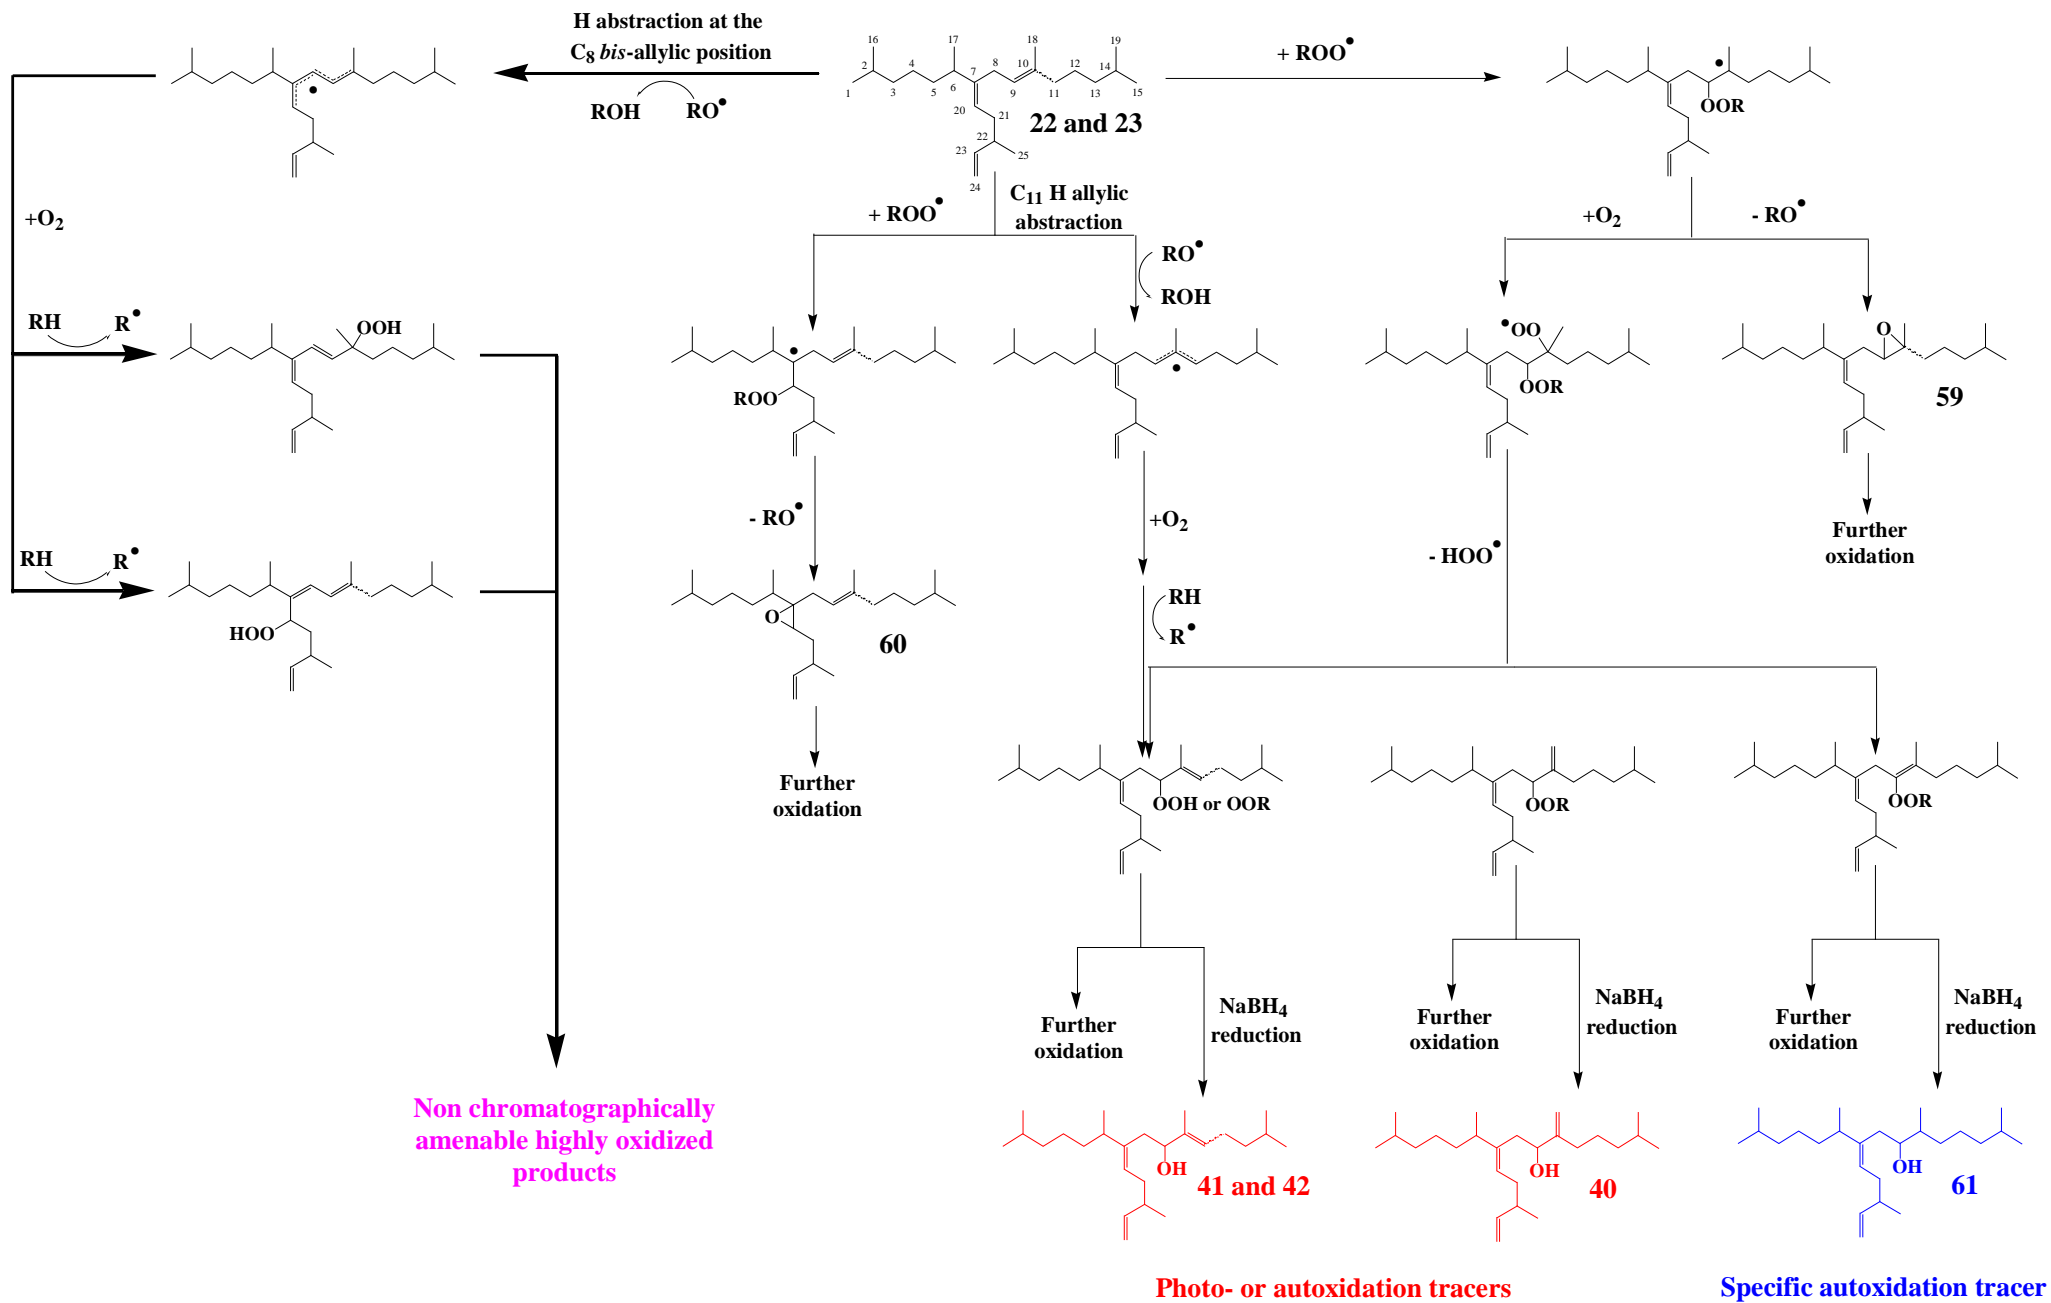 H abstraction at the
C8 bis-allylic position
ROH
RO•
16
17
18
19
2
4
7
8
10
12
14
1
3
5
6
9
11
13
15
20
21
22
23
24
25
22 and 23
+ ROO•
•
OOR
•
+O2
RH
R•
OOH
RH
R•
HOO
+ ROO•
C11 H allylic
abstraction
RO•
ROH
+O2
- RO•
•
ROO
•
•OO
OOR
O
59
- RO•
+O2
- HOO•
Further
oxidation
O
60
RH
R•
Further
oxidation
OOH or OOR
OOR
OOR
Further
oxidation
NaBH4
reduction
Further
oxidation
NaBH4
reduction
Further
oxidation
NaBH4
reduction
Non chromatographically
amenable highly oxidized
products
OH
41 and 42
OH
40
OH
61
Photo- or autoxidation tracers
Specific autoxidation tracer